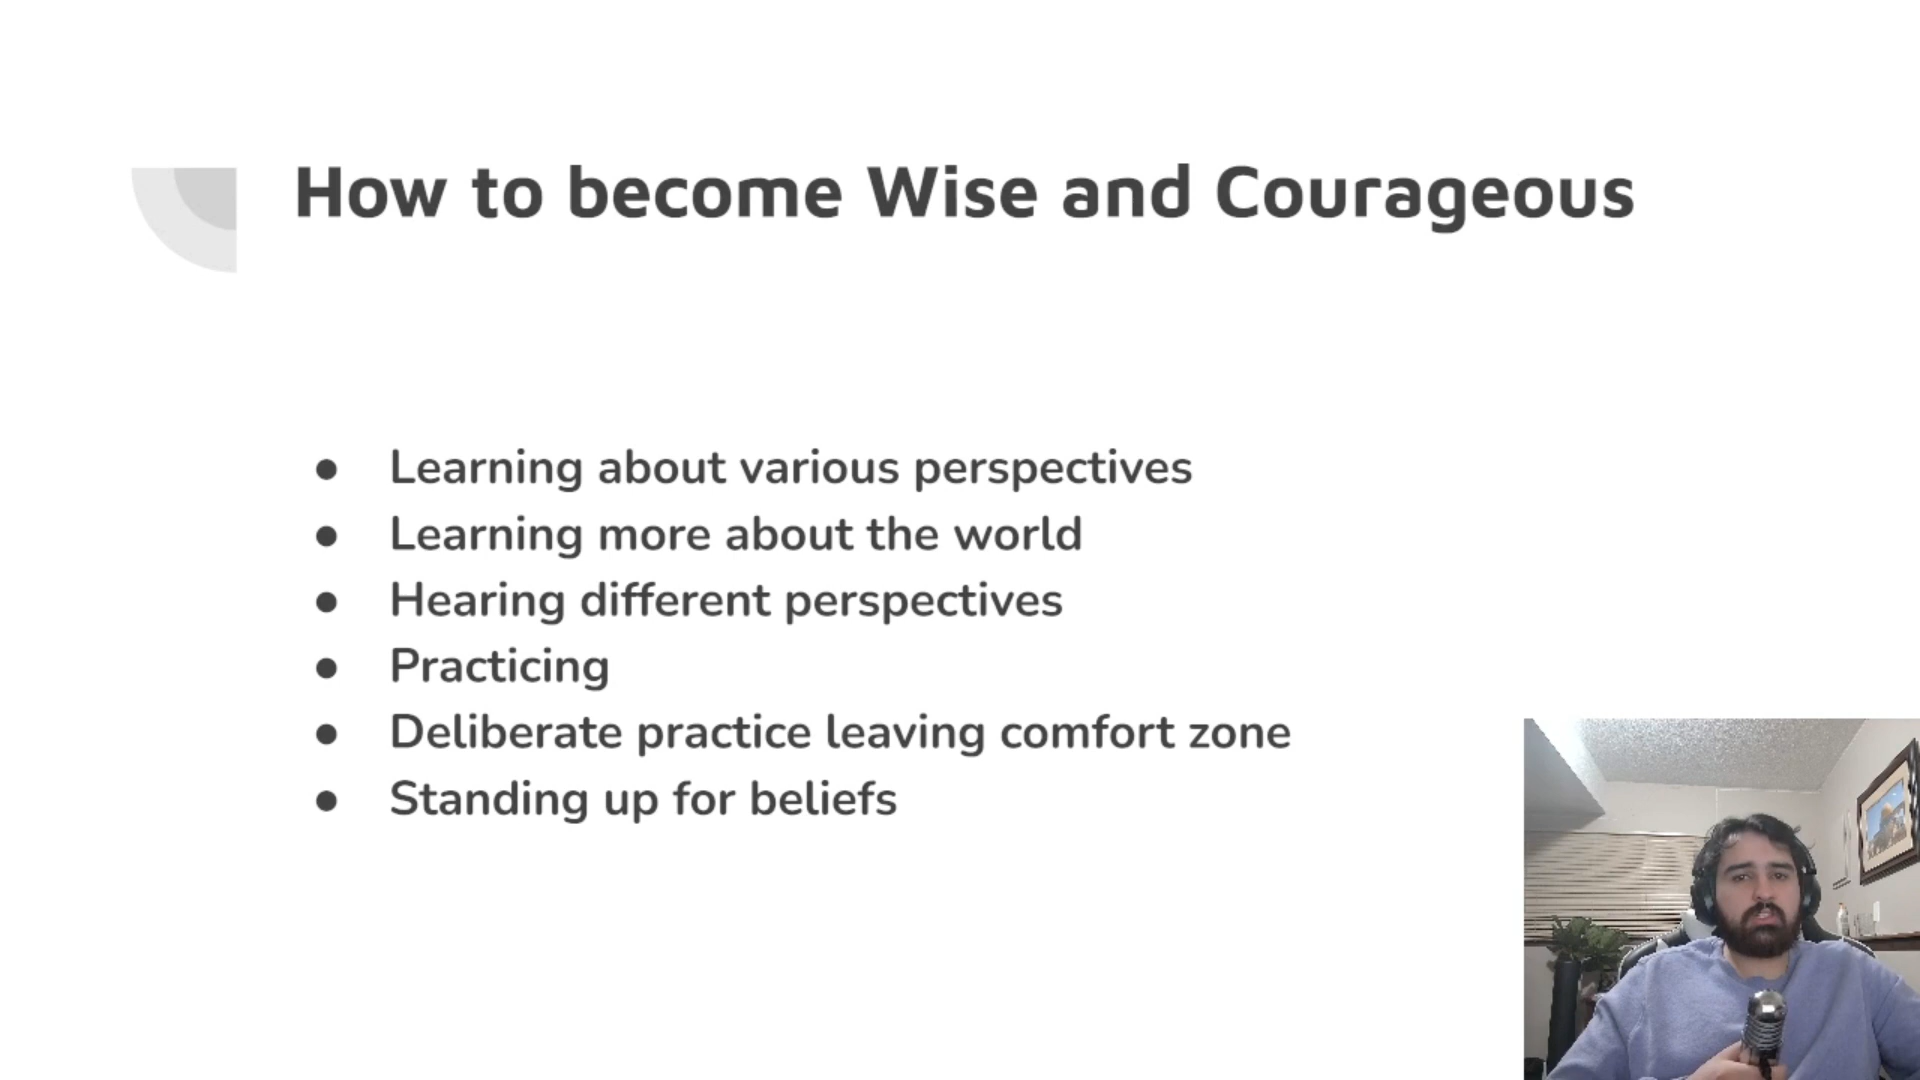 How to become Wise and Courageous
● Learning about various perspectives
● Learning more about the world
● Hearing different perspectives
● Practicing
● Deliberate practice leaving comfort zone
● Standing up for beliefs